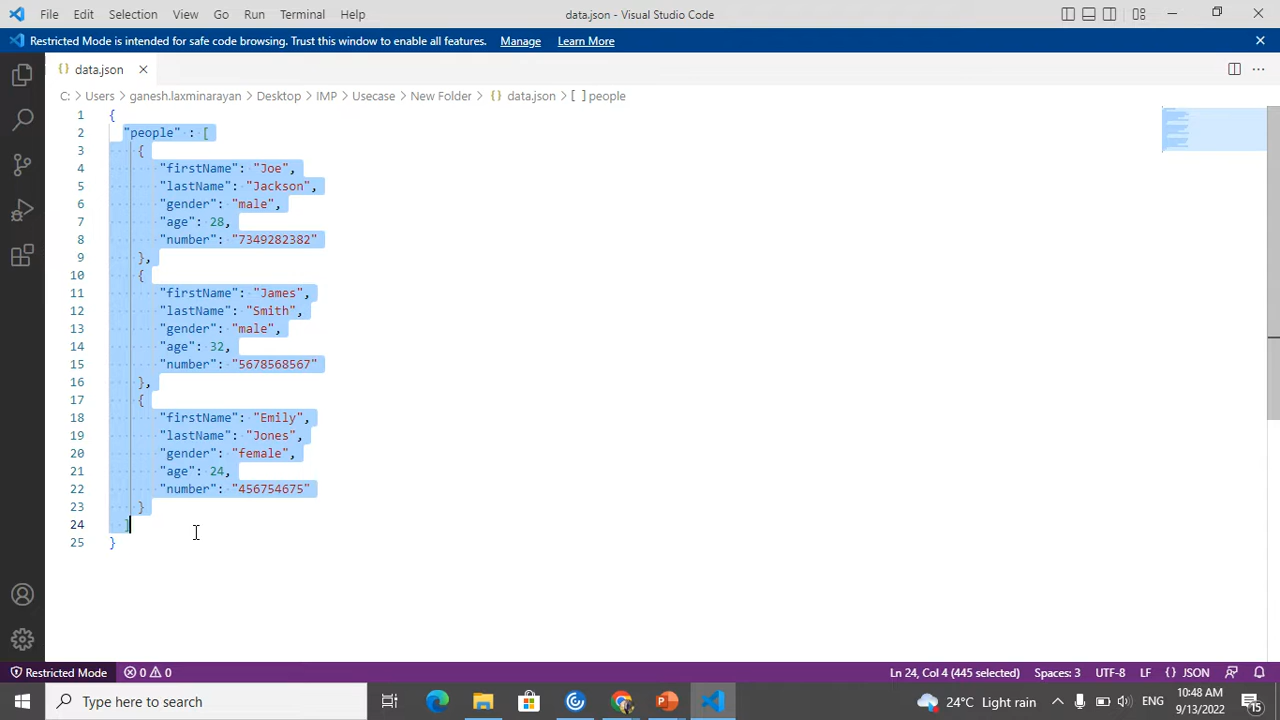 File Edit Selection View Go Run Terminal Help data.json - Visual Studio Code
Restricted Mode is intended for safe code browsing. Trust this window to enable all features. Manage Learn More
{} data.json
C: > Users > ganesh.laxminarayan > Desktop > IMP > Usecase > New Folder > {} data.json > [ ] people
1 {
2 "people" : [
3 {
4 "firstName": "Joe",
5 "lastName": "Jackson",
6 "gender": "male",
7 "age": 28,
8 "number": "7349282382"
9 },
10 {
11 "firstName": "James",
12 "lastName": "Smith",
13 "gender": "male",
14 "age": 32,
15 "number": "5678568567"
16 },
17 {
18 "firstName": "Emily",
19 "lastName": "Jones",
20 "gender": "female",
21 "age": 24,
22 "number": "456754675"
23 }
24 ]
25 }
Restricted Mode 0 0 Ln 24, Col 4 (445 selected) Spaces: 3 UTF-8 LF {} JSON
Type here to search 24°C Light rain ENG 10:48 AM
9/13/2022 15